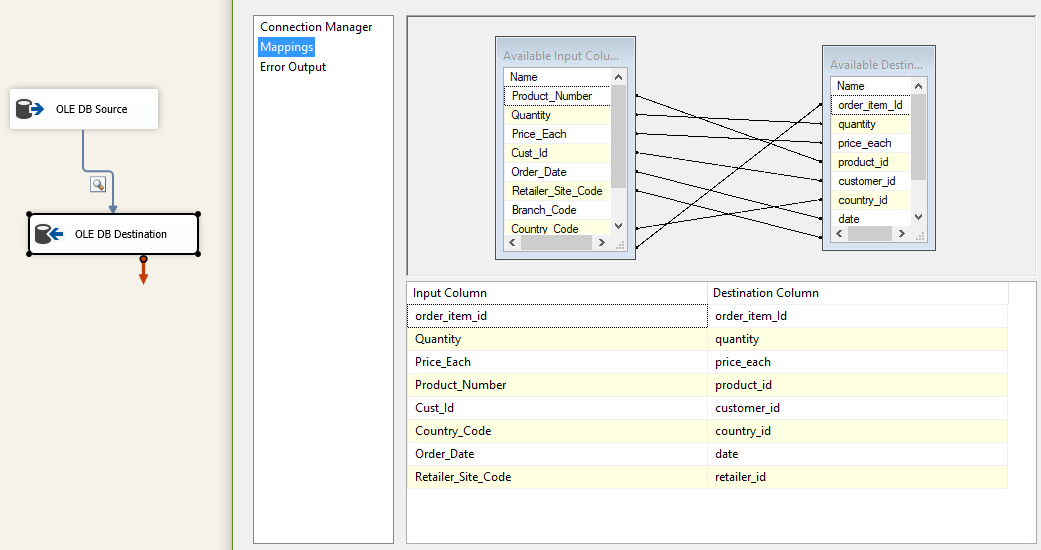 OLE DB Source
OLE DB Destination
Connection Manager
Mappings
Error Output
Available Input Colu...
Name
Product_Number
Quantity
Price_Each
Cust_Id
Order_Date
Retailer_Site_Code
Branch_Code
Country_Code
Available Destin...
Name
order_item_Id
quantity
price_each
product_id
customer_id
country_id
date
Input Column Destination Column
order_item_id order_item_Id
Quantity quantity
Price_Each price_each
Product_Number product_id
Cust_Id customer_id
Country_Code country_id
Order_Date date
Retailer_Site_Code retailer_id